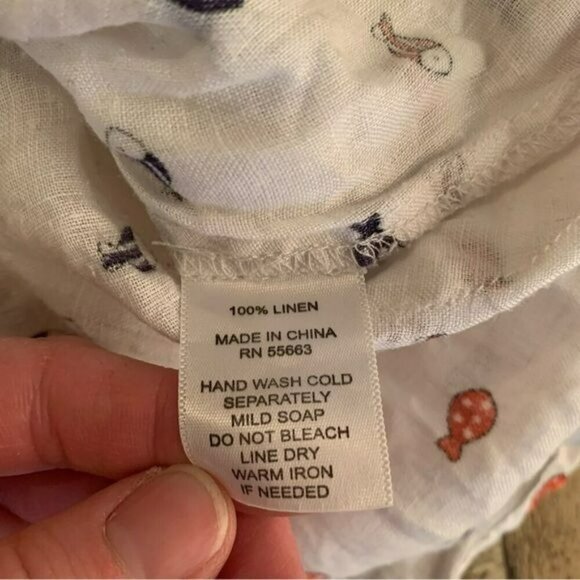 100% LINEN
MADE IN CHINA
RN 55663
HAND WASH COLD
SEPARATELY
MILD SOAP
DO NOT BLEACH
LINE DRY
WARM IRON
IF NEEDED